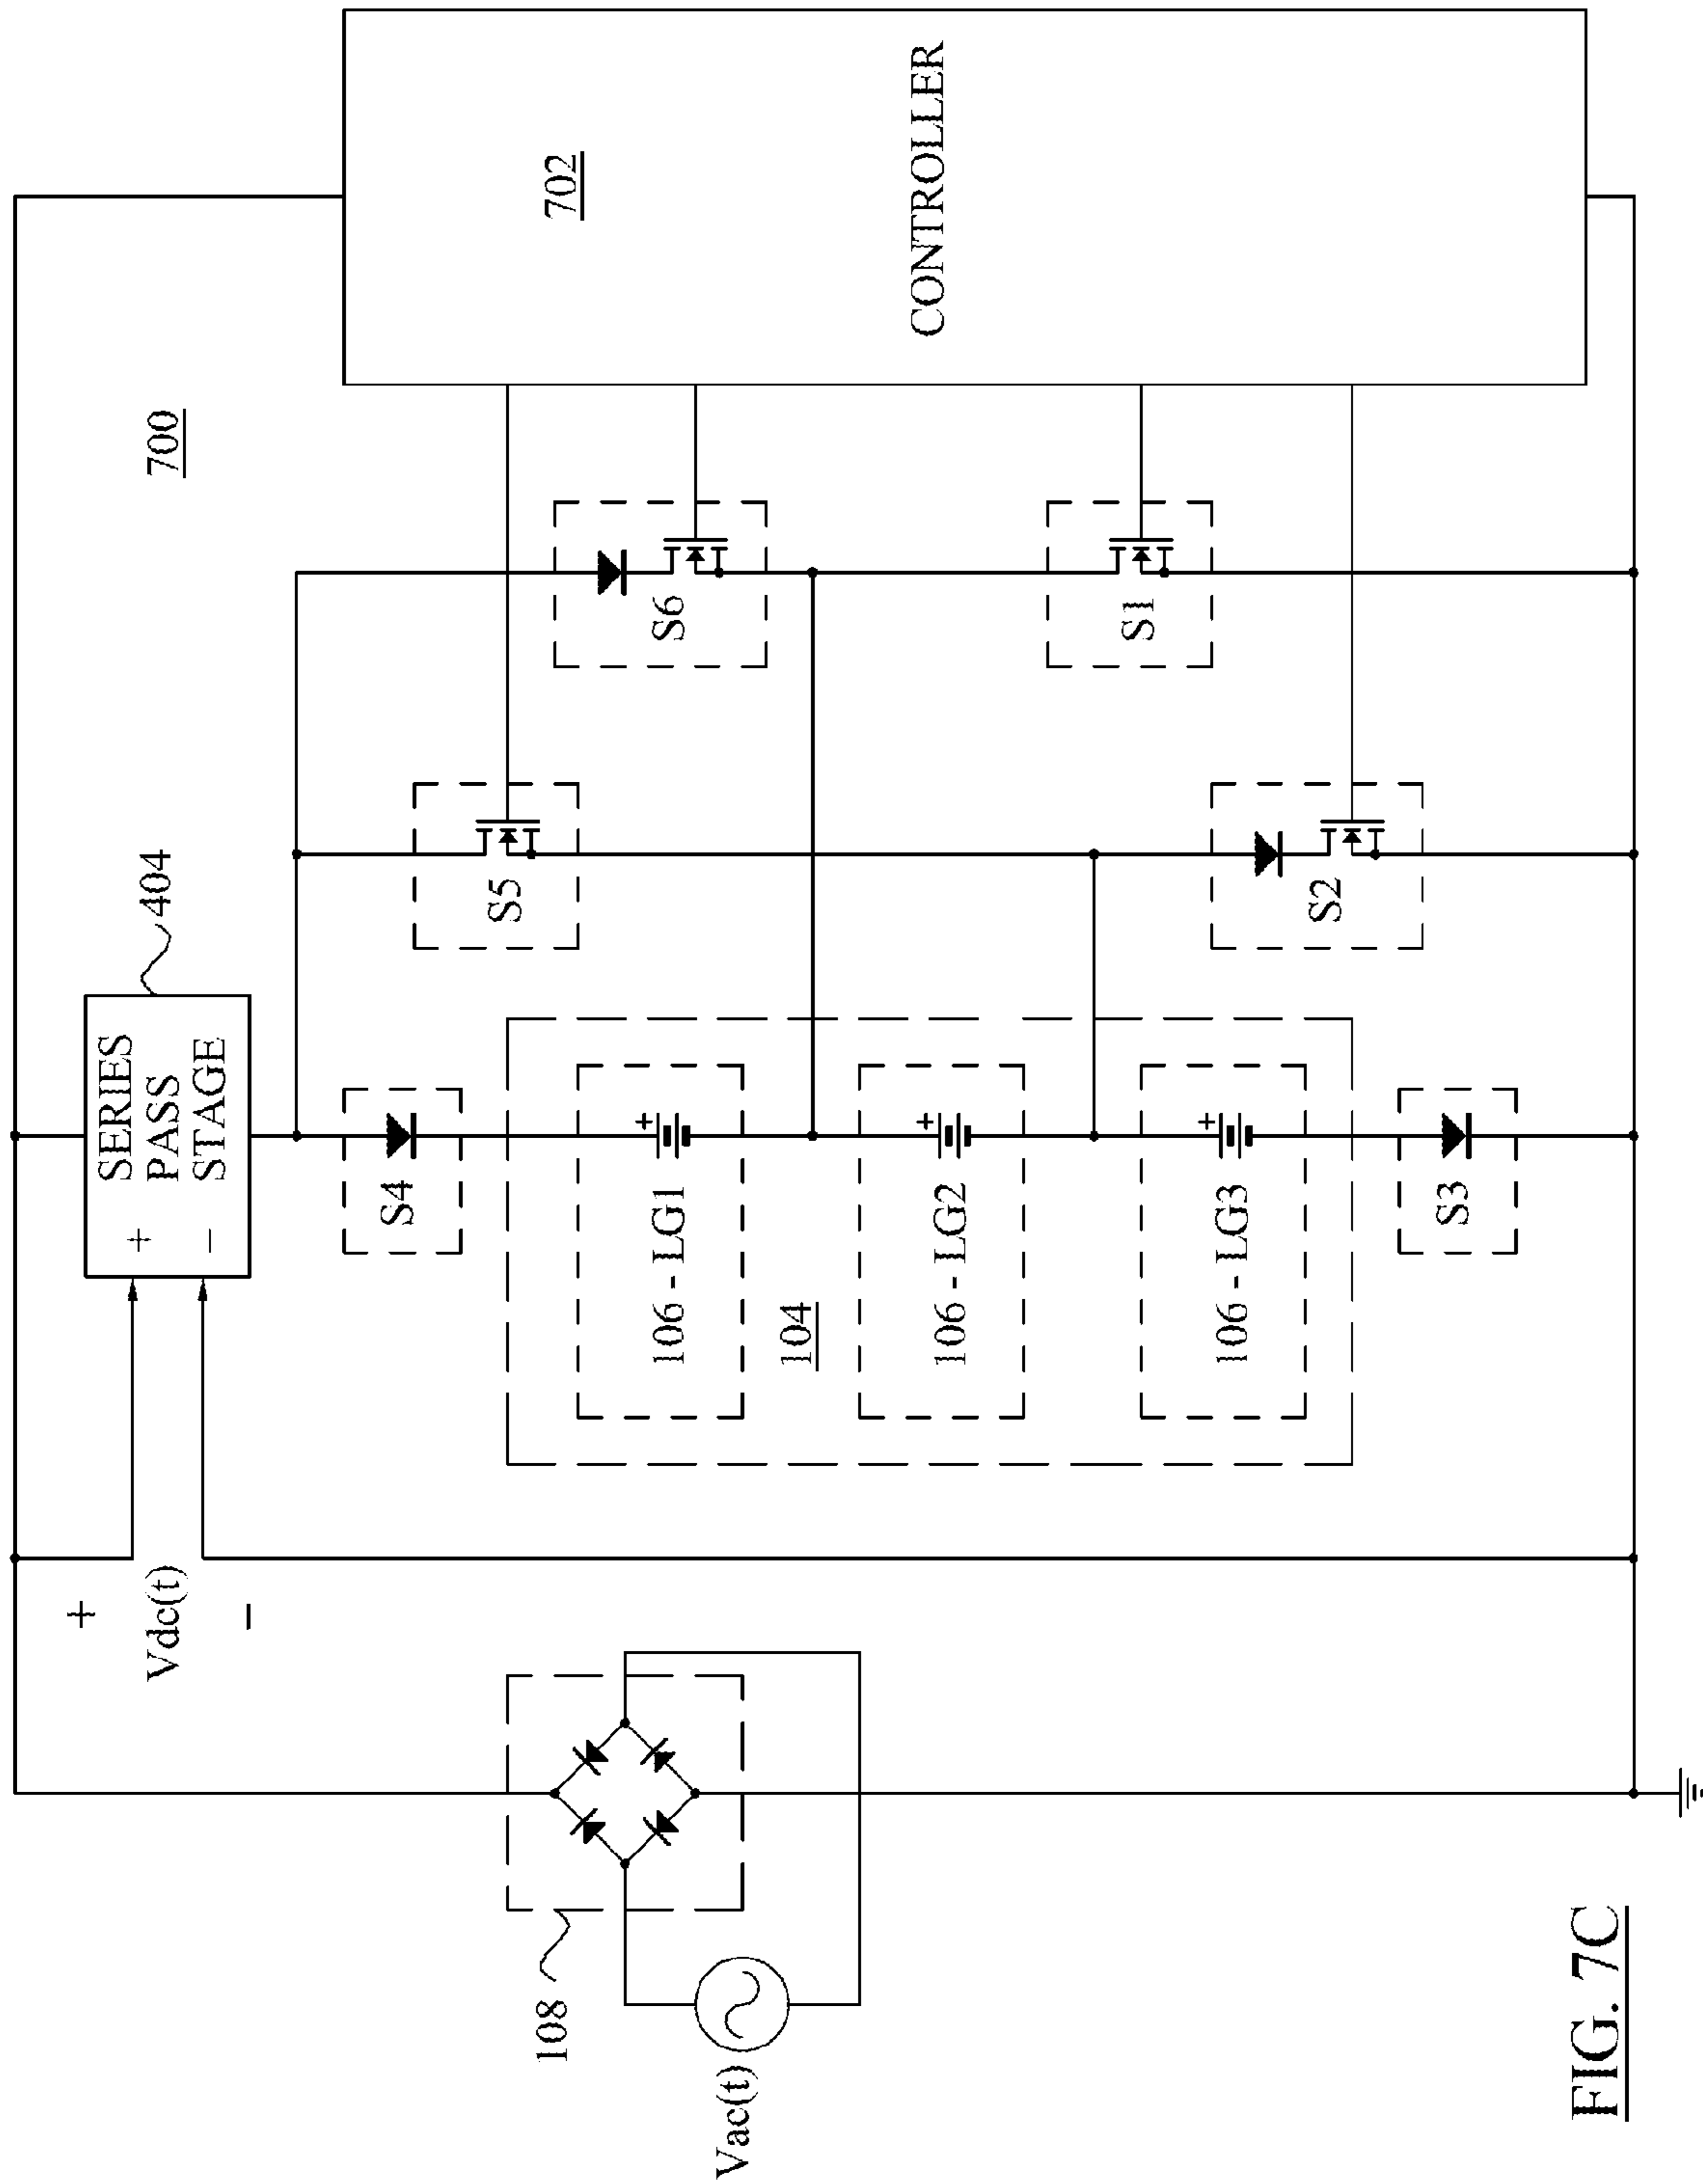 700
702
CONTROLLER
404
SERIES
PASS
STAGE
+
−
+
Vdc(t)
−
S4
S5
S6
S1
S2
S3
+
106 - LG1
104
+
106 - LG2
+
106 - LG3
108
Vac(t)
FIG. 7C